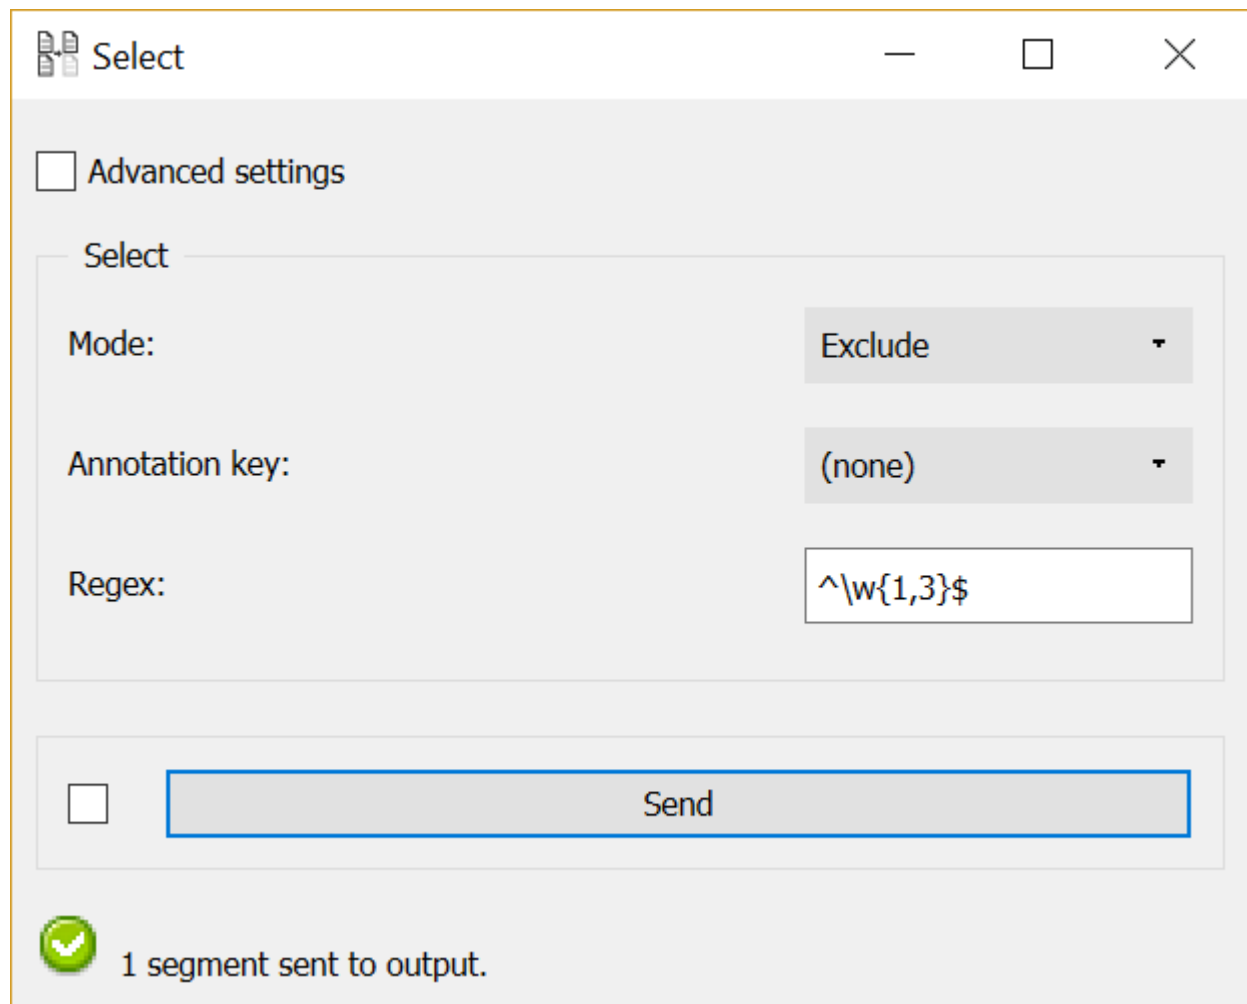 Select
Advanced settings
Select
Mode: Exclude
Annotation key: (none)
Regex: ^\w{1,3}$
Send
1 segment sent to output.